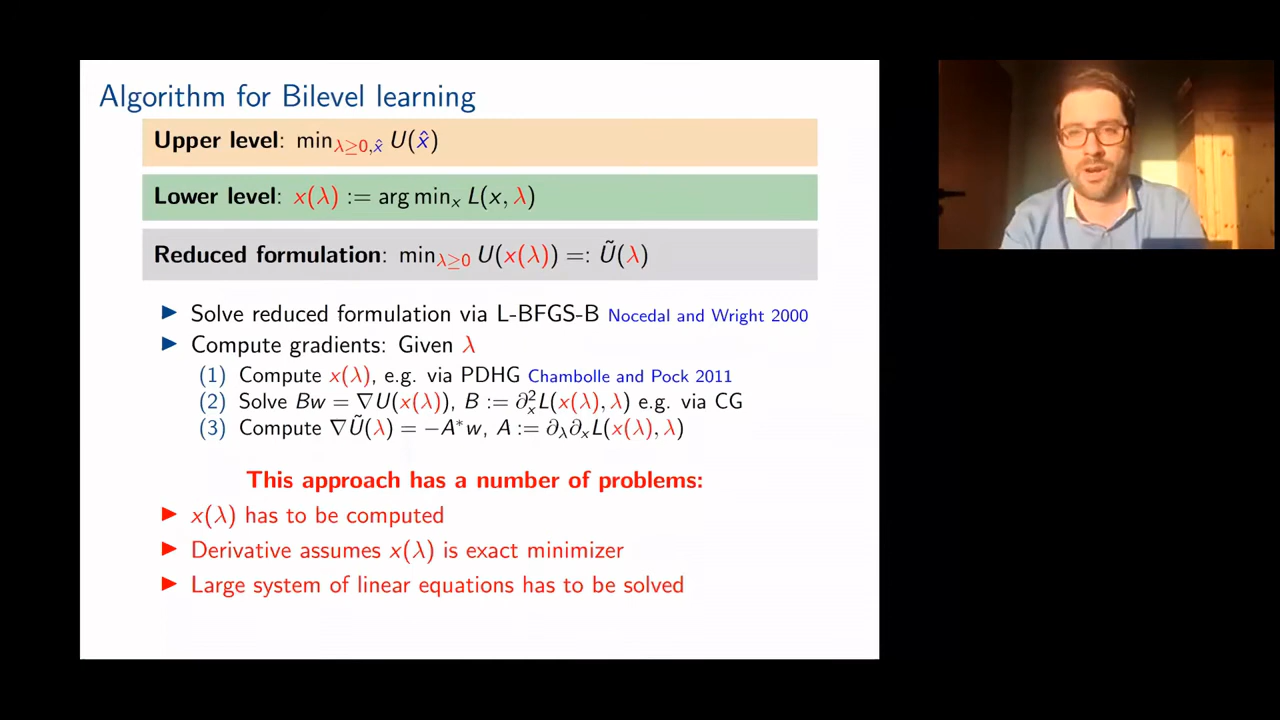 Algorithm for Bilevel learning
Upper level: min_{λ≥0,x̂} U(x̂)
Lower level: x(λ) := arg min_x L(x, λ)
Reduced formulation: min_{λ≥0} U(x(λ)) =: Ũ(λ)
▶ Solve reduced formulation via L-BFGS-B Nocedal and Wright 2000
▶ Compute gradients: Given λ
(1) Compute x(λ), e.g. via PDHG Chambolle and Pock 2011
(2) Solve Bw = ∇U(x(λ)), B := ∂²_x L(x(λ), λ) e.g. via CG
(3) Compute ∇Ũ(λ) = −A*w, A := ∂_λ∂_x L(x(λ), λ)
This approach has a number of problems:
▶ x(λ) has to be computed
▶ Derivative assumes x(λ) is exact minimizer
▶ Large system of linear equations has to be solved